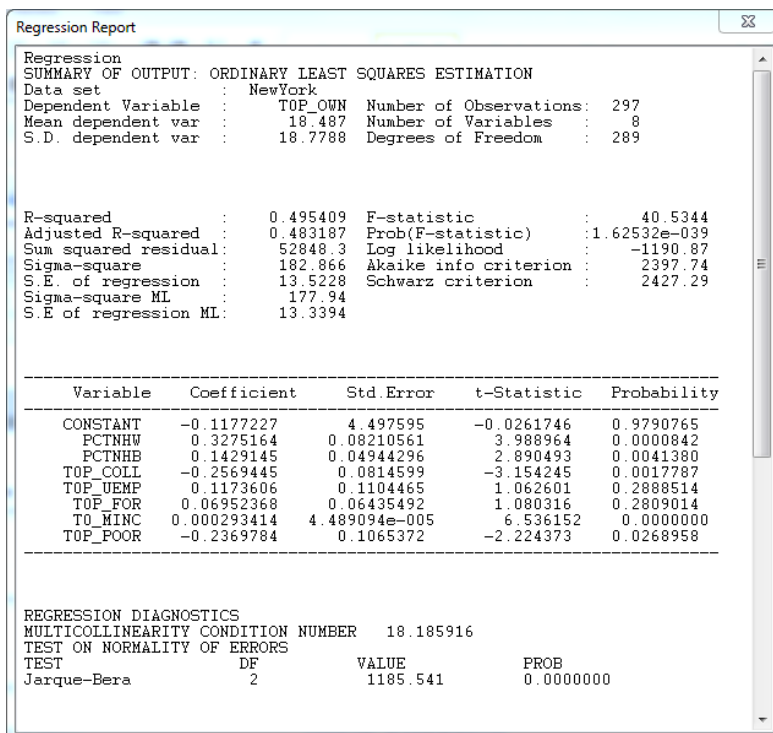 Regression Report
Regression
SUMMARY OF OUTPUT: ORDINARY LEAST SQUARES ESTIMATION
Data set : NewYork
Dependent Variable : T0P_OWN Number of Observations: 297
Mean dependent var : 18.487 Number of Variables : 8
S.D. dependent var : 18.7788 Degrees of Freedom : 289
R-squared : 0.495409 F-statistic : 40.5344
Adjusted R-squared : 0.483187 Prob(F-statistic) :1.62532e-039
Sum squared residual: 52848.3 Log likelihood : -1190.87
Sigma-square : 182.866 Akaike info criterion : 2397.74
S.E. of regression : 13.5228 Schwarz criterion : 2427.29
Sigma-square ML : 177.94
S.E of regression ML: 13.3394
-----------------------------------------------------------------------
Variable Coefficient Std.Error t-Statistic Probability
-----------------------------------------------------------------------
CONSTANT -0.1177227 4.497595 -0.0261746 0.9790765
PCTNHW 0.3275164 0.08210561 3.988964 0.0000842
PCTNHB 0.1429145 0.04944296 2.890493 0.0041380
T0P_COLL -0.2569445 0.0814599 -3.154245 0.0017787
T0P_UEMP 0.1173606 0.1104465 1.062601 0.2888514
T0P_FOR 0.06952368 0.06435492 1.080316 0.2809014
T0_MINC 0.000293414 4.489094e-005 6.536152 0.0000000
T0P_POOR -0.2369784 0.1065372 -2.224373 0.0268958
-----------------------------------------------------------------------
REGRESSION DIAGNOSTICS
MULTICOLLINEARITY CONDITION NUMBER 18.185916
TEST ON NORMALITY OF ERRORS
TEST DF VALUE PROB
Jarque-Bera 2 1185.541 0.0000000